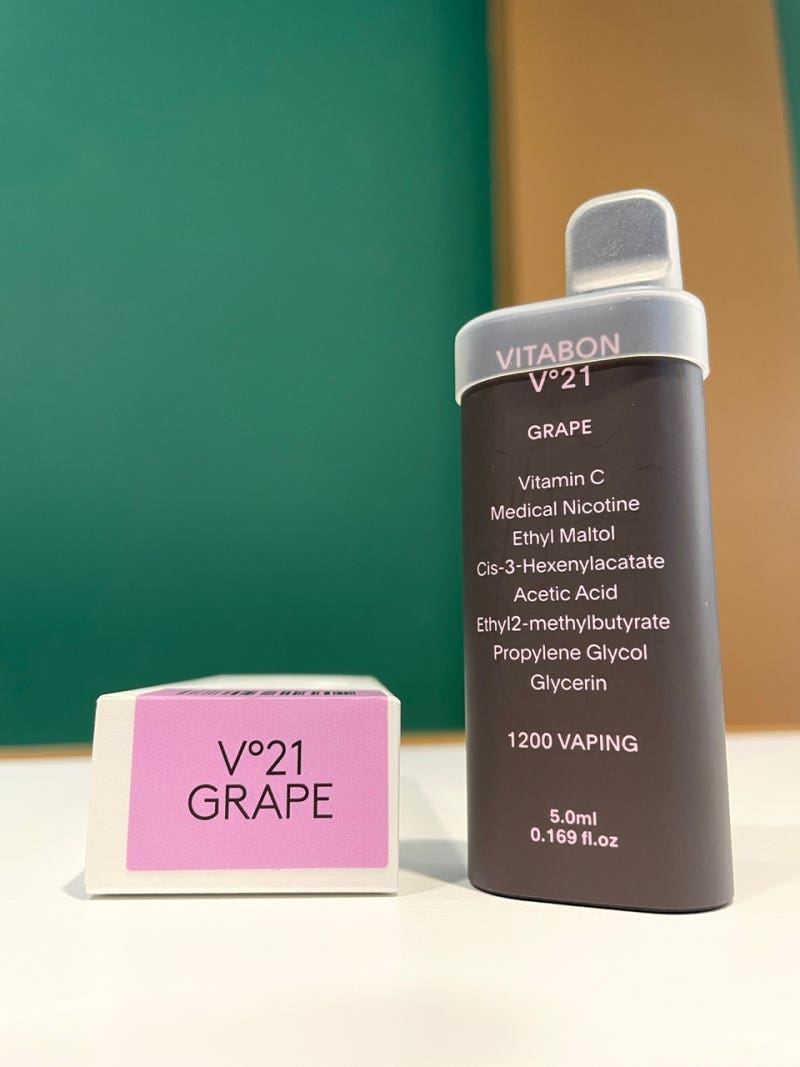 VITABON
V°21
GRAPE
Vitamin C
Medical Nicotine
Ethyl Maltol
Cis-3-Hexenylacatate
Acetic Acid
Ethyl2-methylbutyrate
Propylene Glycol
Glycerin
1200 VAPING
5.0ml
0.169 fl.oz
V°21
GRAPE